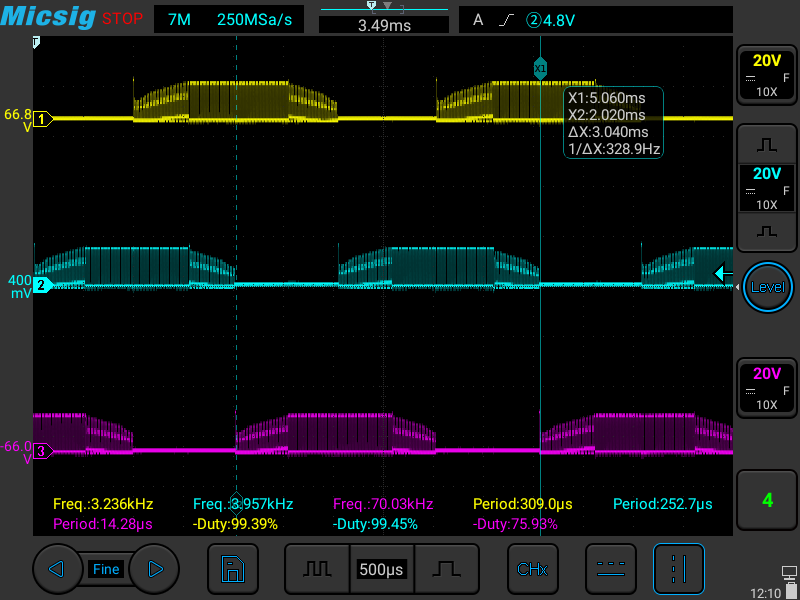 Micsig STOP 7M 250MSa/s 3.49ms A 2 4.8V
T
T
X1
20V
F
10X
X1:5.060ms
X2:2.020ms
ΔX:3.040ms
1/ΔX:328.9Hz
66.8
V
1
20V
F
10X
400
mV
2
Level
20V
F
10X
-66.0
V
3
4
Freq.:3.236kHz Freq.:3.957kHz Freq.:70.03kHz Period:309.0μs Period:252.7μs
Period:14.28μs -Duty:99.39% -Duty:99.45% -Duty:75.93%
Fine 500μs CHx
12:10